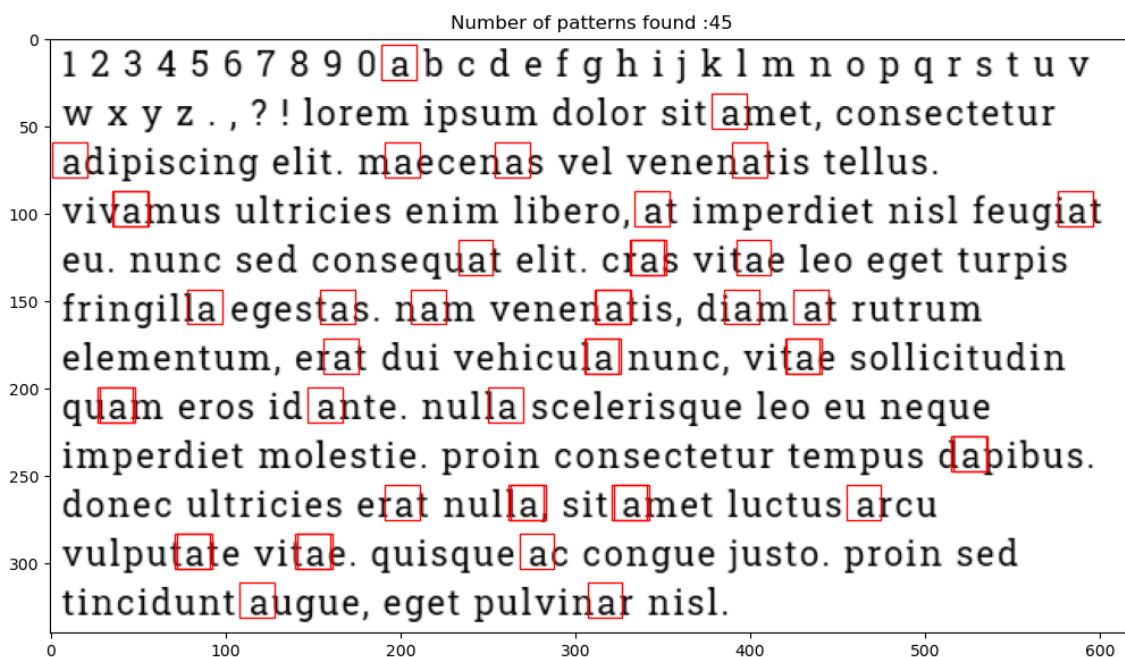 Number of patterns found :45
0
1 2 3 4 5 6 7 8 9 0 a b c d e f g h i j k l m n o p q r s t u v
w x y z . , ? ! lorem ipsum dolor sit amet, consectetur
50
adipiscing elit. maecenas vel venenatis tellus.
vivamus ultricies enim libero, at imperdiet nisl feugiat
100
eu. nunc sed consequat elit. cras vitae leo eget turpis
150
fringilla egestas. nam venenatis, diam at rutrum
elementum, erat dui vehicula nunc, vitae sollicitudin
200
quam eros id ante. nulla scelerisque leo eu neque
imperdiet molestie. proin consectetur tempus dapibus.
250
donec ultricies erat nulla, sit amet luctus arcu
vulputate vitae. quisque ac congue justo. proin sed
300
tincidunt augue, eget pulvinar nisl.
0 100 200 300 400 500 600